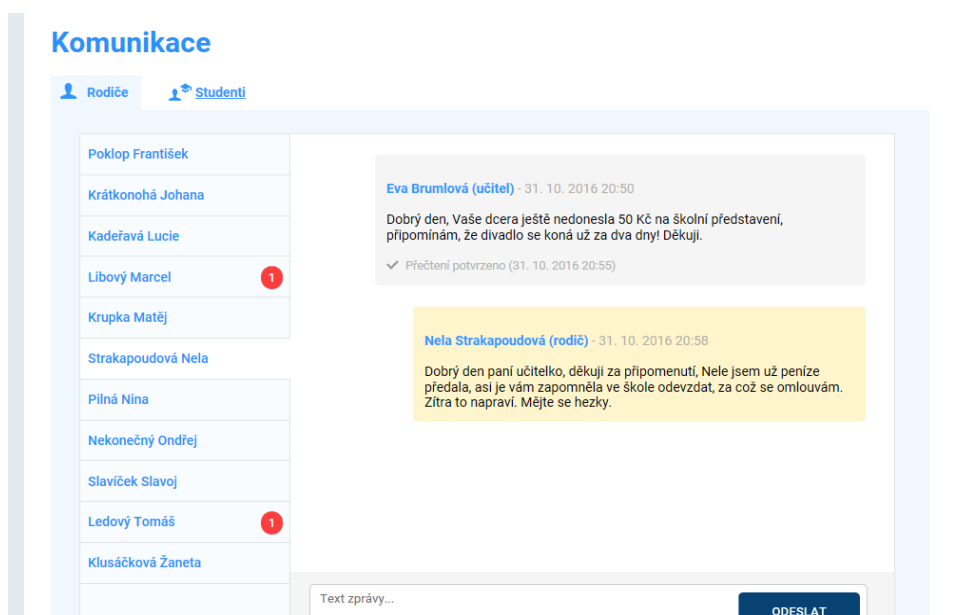 Komunikace
Rodiče
Studenti
Poklop František
Krátkonohá Johana
Kadeřavá Lucie
Libový Marcel 1
Krupka Matěj
Strakapoudová Nela
Pilná Nina
Nekonečný Ondřej
Slavíček Slavoj
Ledový Tomáš 1
Klusáčková Žaneta
Eva Brumlová (učitel) - 31. 10. 2016 20:50
Dobrý den, Vaše dcera ještě nedonesla 50 Kč na školní představení,
připomínám, že divadlo se koná už za dva dny! Děkuji.
Přečtení potvrzeno (31. 10. 2016 20:55)
Nela Strakapoudová (rodič) - 31. 10. 2016 20:58
Dobrý den paní učitelko, děkuji za připomenutí, Nele jsem už peníze
předala, asi je vám zapomněla ve škole odevzdat, za což se omlouvám.
Zítra to napraví. Mějte se hezky.
Text zprávy...
ODESLAT